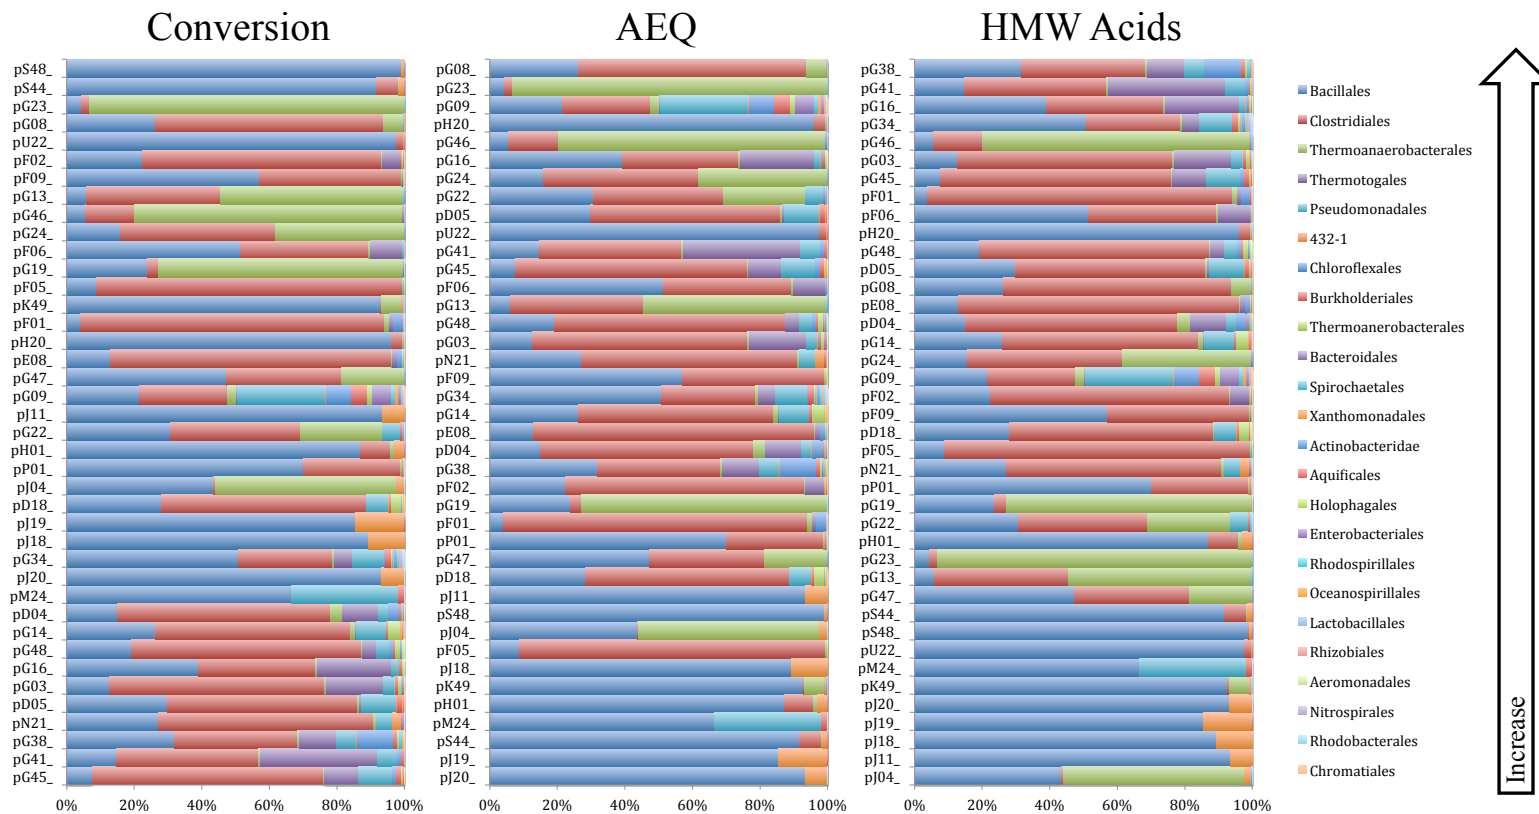 Conversion
pS48_
pS44_
pG23_
pG08_
pU22_
pF02_
pF09_
pG13_
pG46_
pG24_
pF06_
pG19_
pF05_
pK49_
pF01_
pH20_
pE08_
pG47_
pG09_
pJ11_
pG22_
pH01_
pP01_
pJ04_
pD18_
pJ19_
pJ18_
pG34_
pJ20_
pM24_
pD04_
pG14_
pG48_
pG16_
pG03_
pD05_
pN21_
pG38_
pG41_
pG45_
0% 20% 40% 60% 80% 100%
AEQ
pG08_
pG23_
pG09_
pH20_
pG46_
pG16_
pG24_
pG22_
pD05_
pU22_
pG41_
pG45_
pF06_
pG13_
pG48_
pG03_
pN21_
pF09_
pG34_
pG14_
pE08_
pD04_
pG38_
pF02_
pG19_
pF01_
pP01_
pG47_
pD18_
pJ11_
pS48_
pJ04_
pF05_
pJ18_
pK49_
pH01_
pM24_
pS44_
pJ19_
pJ20_
0% 20% 40% 60% 80% 100%
HMW Acids
pG38_
pG41_
pG16_
pG34_
pG46_
pG03_
pG45_
pF01_
pF06_
pH20_
pG48_
pD05_
pG08_
pE08_
pD04_
pG14_
pG24_
pG09_
pF02_
pF09_
pD18_
pF05_
pN21_
pP01_
pG19_
pG22_
pH01_
pG23_
pG13_
pG47_
pS44_
pS48_
pU22_
pM24_
pK49_
pJ20_
pJ19_
pJ18_
pJ11_
pJ04_
0% 20% 40% 60% 80% 100%
Bacillales
Clostridiales
Thermoanaerobacterales
Thermotogales
Pseudomonadales
432-1
Chloroflexales
Burkholderiales
Thermoanerobacterales
Bacteroidales
Spirochaetales
Xanthomonadales
Actinobacteridae
Aquificales
Holophagales
Enterobacteriales
Rhodospirillales
Oceanospirillales
Lactobacillales
Rhizobiales
Aeromonadales
Nitrospirales
Rhodobacterales
Chromatiales
Increase